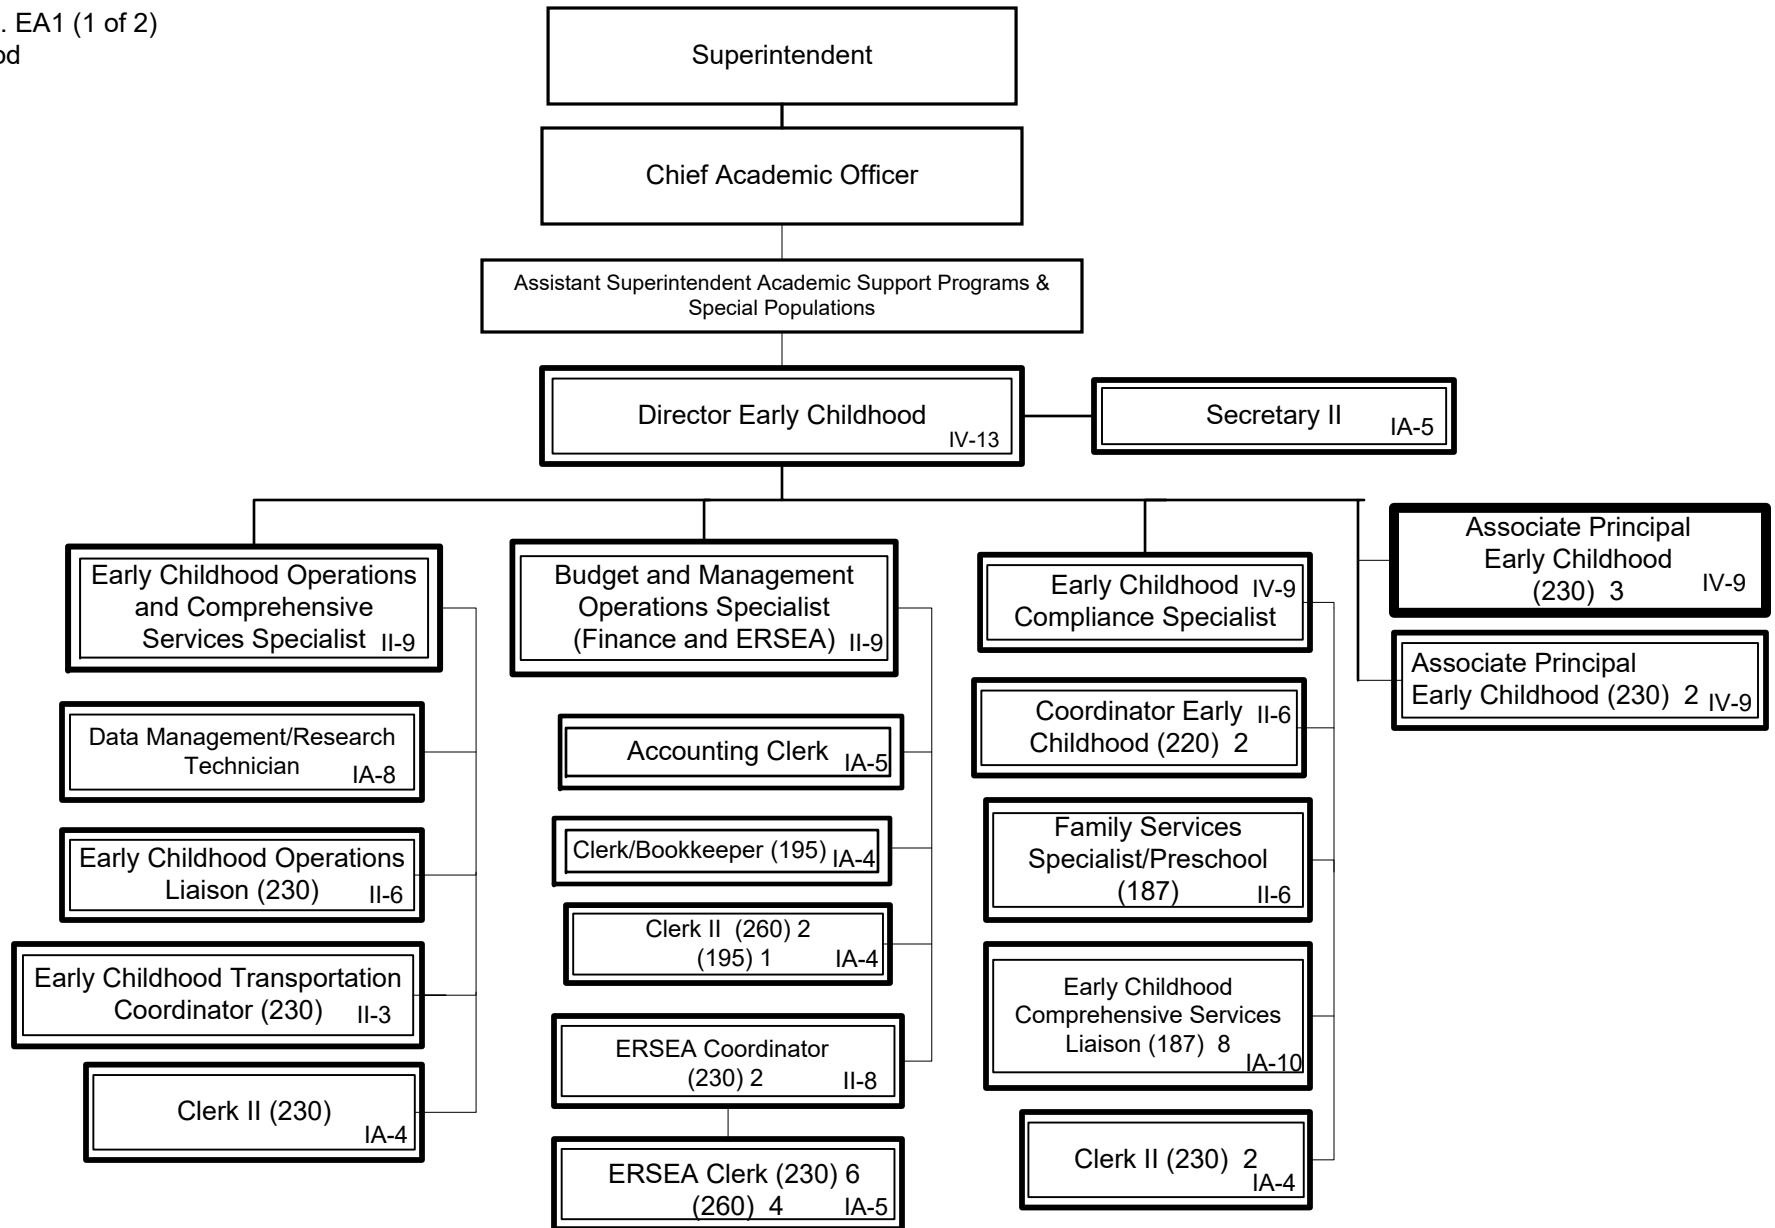 . EA1 (1 of 2)
Superintendent
Chief Academic Officer
Assistant Superintendent Academic Support Programs &
Special Populations
Director Early Childhood
IV-13
Secretary II
IA-5
Early Childhood Operations
and Comprehensive
Services Specialist II-9
Data Management/Research
Technician
IA-8
Early Childhood Operations
Liaison (230) II-6
Early Childhood Transportation
Coordinator (230) II-3
Clerk II (230)
IA-4
Budget and Management
Operations Specialist
(Finance and ERSEA) II-9
Accounting Clerk IA-5
Clerk/Bookkeeper (195) IA-4
Clerk II (260) 2
(195) 1 IA-4
ERSEA Coordinator
(230) 2 II-8
ERSEA Clerk (230) 6
(260) 4 IA-5
Early Childhood IV-9
Compliance Specialist
Coordinator Early II-6
Childhood (220) 2
Family Services
Specialist/Preschool
(187) II-6
Early Childhood
Comprehensive Services
Liaison (187) 8
IA-10
Clerk II (230) 2
IA-4
Associate Principal
Early Childhood
(230) 3 IV-9
Associate Principal
Early Childhood (230) 2 IV-9